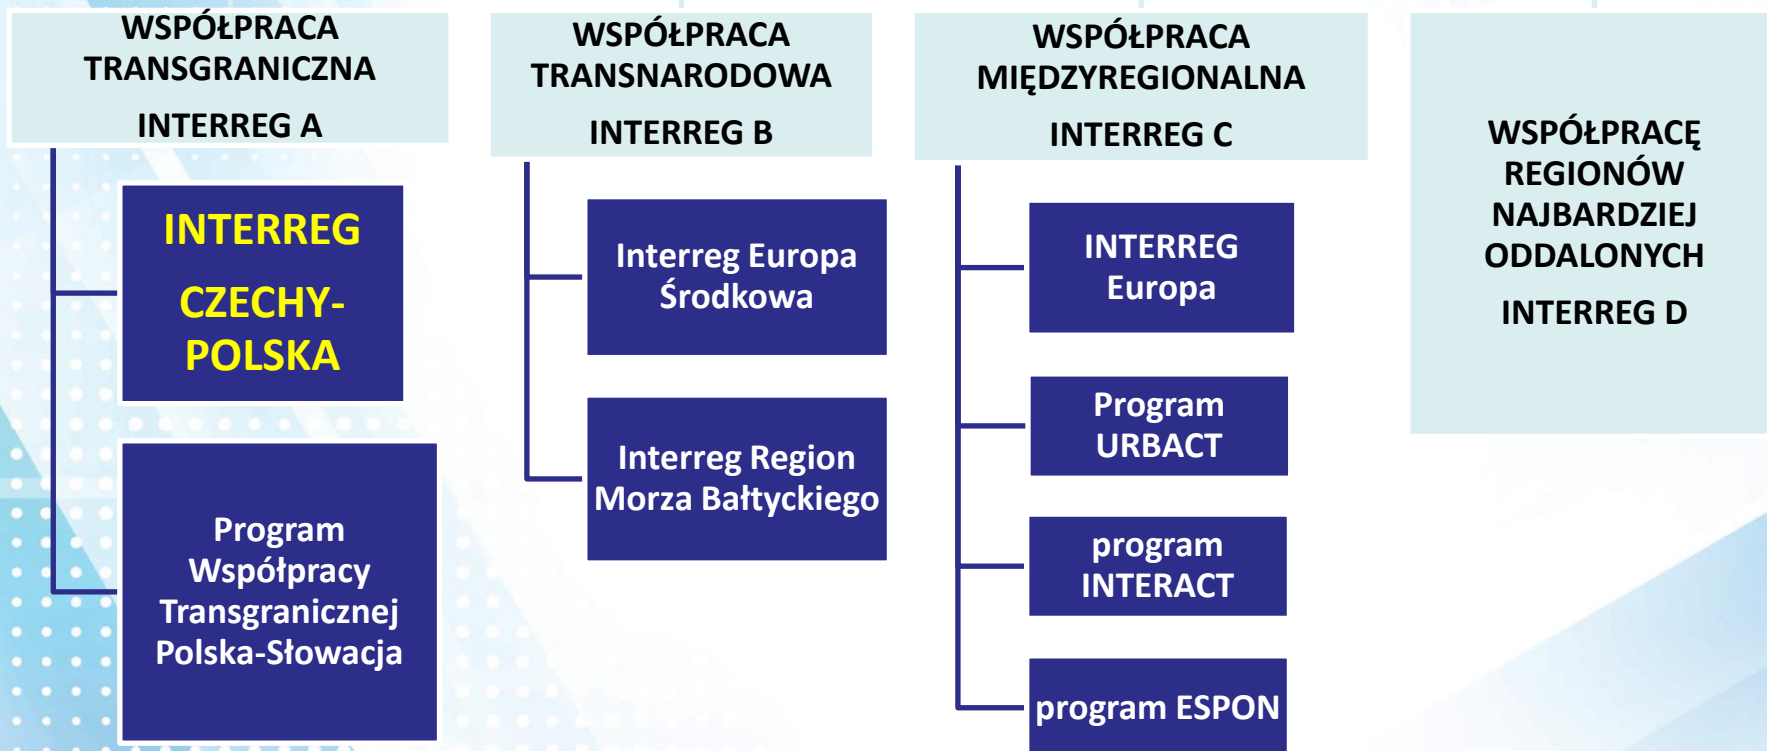 WSPÓŁPRACA
TRANSGRANICZNA
INTERREG A
INTERREG
CZECHY-
POLSKA
Program
Współpracy
Transgranicznej
Polska-Słowacja
WSPÓŁPRACA
TRANSNARODOWA
INTERREG B
Interreg Europa
Środkowa
Interreg Region
Morza Bałtyckiego
WSPÓŁPRACA
MIĘDZYREGIONALNA
INTERREG C
INTERREG
Europa
Program
URBACT
program
INTERACT
program ESPON
WSPÓŁPRACĘ
REGIONÓW
NAJBARDZIEJ
ODDALONYCH
INTERREG D